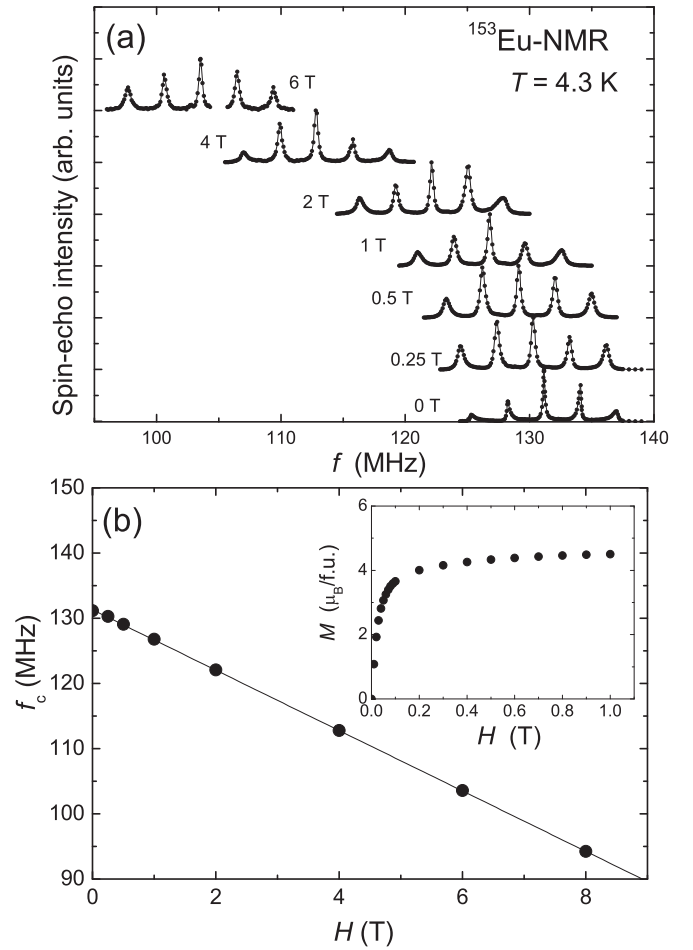 (a)
¹⁵³Eu-NMR
T = 4.3 K
6 T
4 T
2 T
1 T
0.5 T
0.25 T
0 T
Spin-echo intensity (arb. units)
100 110 120 130 140
f (MHz)
(b)
150
140
130
120
110
100
90
f_c (MHz)
0 2 4 6 8
H (T)
6
4
2
0
M (μ_B/f.u.)
0.0 0.2 0.4 0.6 0.8 1.0
H (T)